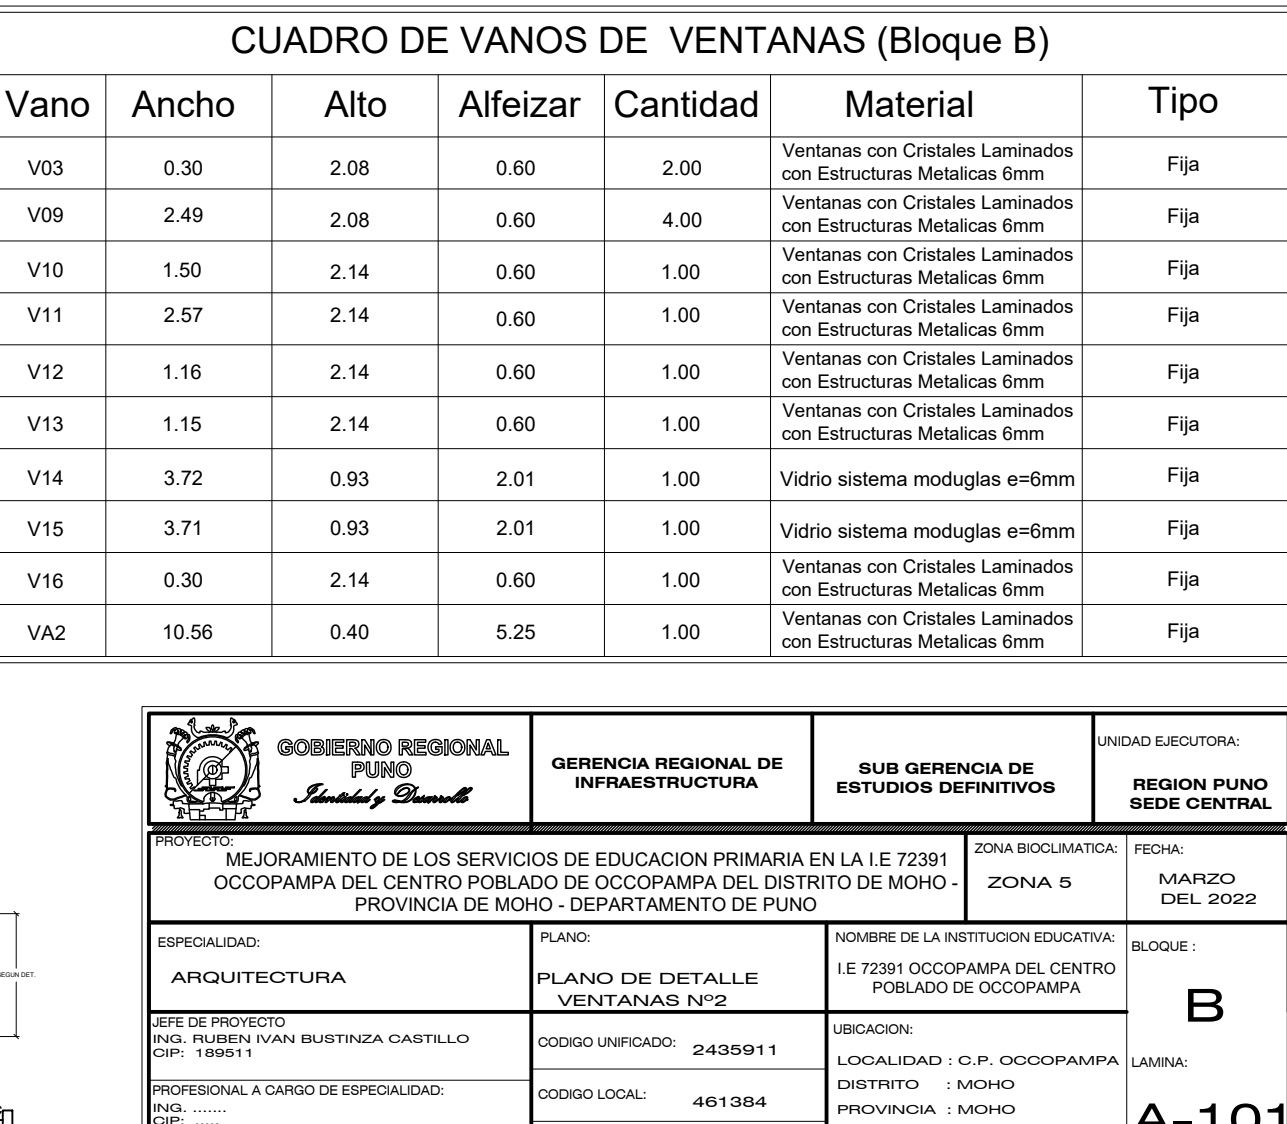 CUADRO DE VANOS DE VENTANAS (Bloque B)
Vano Ancho Alto Alfeizar Cantidad Material Tipo
V03 0.30 2.08 0.60 2.00 Ventanas con Cristales Laminados con Estructuras Metalicas 6mm Fija
V09 2.49 2.08 0.60 4.00 Ventanas con Cristales Laminados con Estructuras Metalicas 6mm Fija
V10 1.50 2.14 0.60 1.00 Ventanas con Cristales Laminados con Estructuras Metalicas 6mm Fija
V11 2.57 2.14 0.60 1.00 Ventanas con Cristales Laminados con Estructuras Metalicas 6mm Fija
V12 1.16 2.14 0.60 1.00 Ventanas con Cristales Laminados con Estructuras Metalicas 6mm Fija
V13 1.15 2.14 0.60 1.00 Ventanas con Cristales Laminados con Estructuras Metalicas 6mm Fija
V14 3.72 0.93 2.01 1.00 Vidrio sistema moduglas e=6mm Fija
V15 3.71 0.93 2.01 1.00 Vidrio sistema moduglas e=6mm Fija
V16 0.30 2.14 0.60 1.00 Ventanas con Cristales Laminados con Estructuras Metalicas 6mm Fija
VA2 10.56 0.40 5.25 1.00 Ventanas con Cristales Laminados con Estructuras Metalicas 6mm Fija
GOBIERNO REGIONAL
PUNO
Identidad y Desarrollo
GERENCIA REGIONAL DE
INFRAESTRUCTURA
SUB GERENCIA DE
ESTUDIOS DEFINITIVOS
UNIDAD EJECUTORA:
REGION PUNO
SEDE CENTRAL
PROYECTO:
MEJORAMIENTO DE LOS SERVICIOS DE EDUCACION PRIMARIA EN LA I.E 72391
OCCOPAMPA DEL CENTRO POBLADO DE OCCOPAMPA DEL DISTRITO DE MOHO -
PROVINCIA DE MOHO - DEPARTAMENTO DE PUNO
ZONA BIOCLIMATICA:
ZONA 5
FECHA:
MARZO
DEL 2022
ESPECIALIDAD:
ARQUITECTURA
PLANO:
PLANO DE DETALLE
VENTANAS Nº2
NOMBRE DE LA INSTITUCION EDUCATIVA:
I.E 72391 OCCOPAMPA DEL CENTRO
POBLADO DE OCCOPAMPA
BLOQUE :
B
JEFE DE PROYECTO
ING. RUBEN IVAN BUSTINZA CASTILLO
CIP: 189511
CODIGO UNIFICADO: 2435911
UBICACION:
LOCALIDAD : C.P. OCCOPAMPA
DISTRITO : MOHO
PROVINCIA : MOHO
LAMINA:
A-101
PROFESIONAL A CARGO DE ESPECIALIDAD:
ING. .......
CIP: .....
CODIGO LOCAL: 461384
DET.